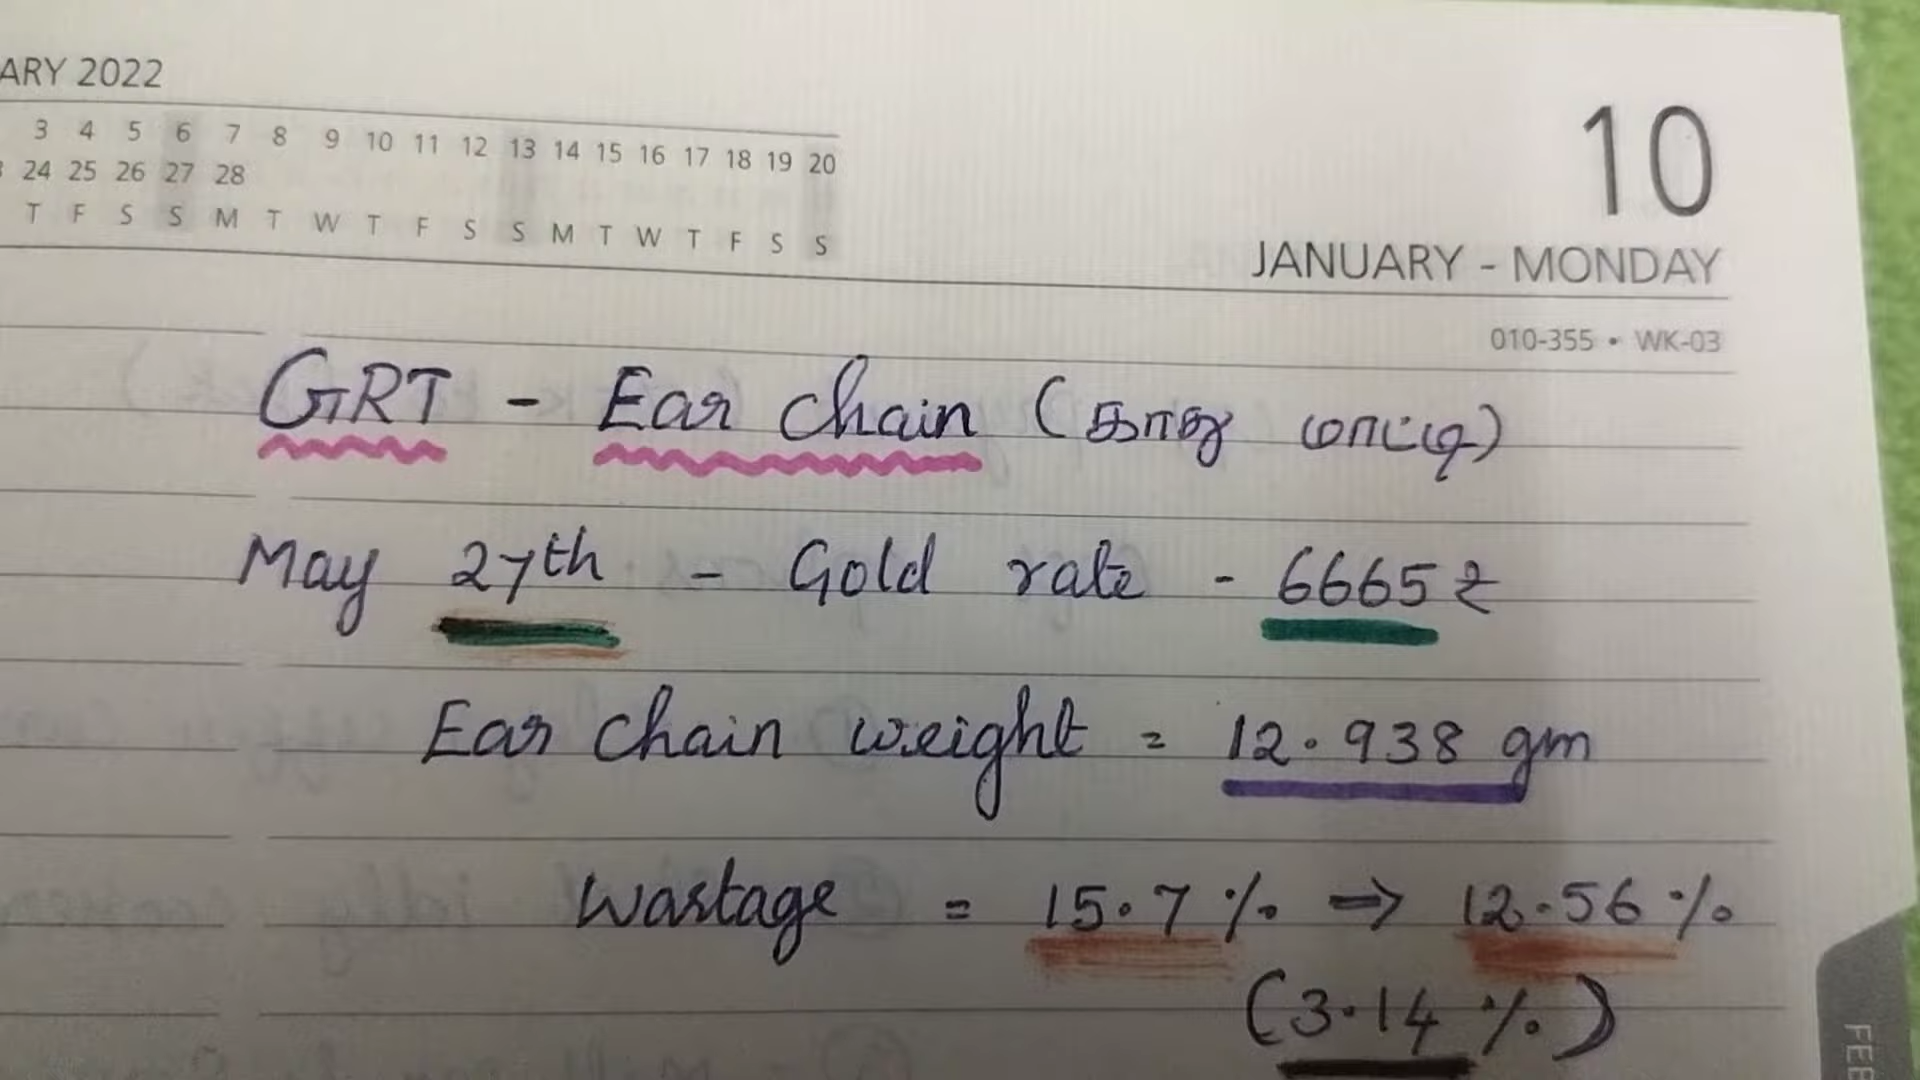 ARY 2022
3 4 5 6 7 8 9 10 11 12 13 14 15 16 17 18 19 20
24 25 26 27 28
T F S S M T W T F S S M T W T F S S
10
JANUARY - MONDAY
010-355 • WK-03
GRT - Ear chain (காது மாட்டி)
May 27th - Gold rate - 6665 ₹
Ear chain weight = 12.938 gm
Wastage = 15.7 % ⇒ 12.56 %
(3.14 %)
FEB